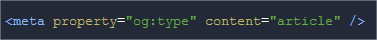 <meta property="og:type" content="article" />